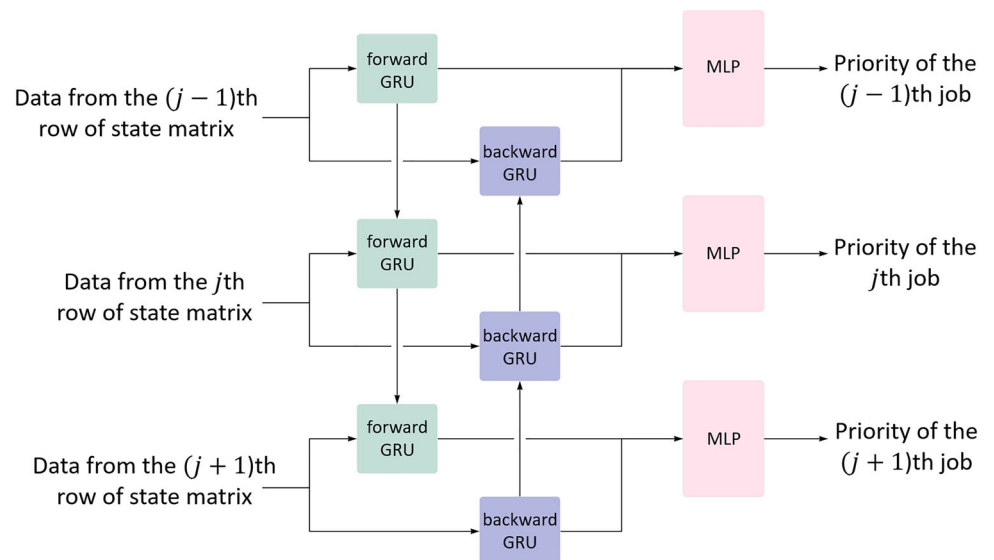 forward
GRU
MLP
Priority of the
(j − 1)th job
Data from the (j − 1)th
row of state matrix
backward
GRU
forward
GRU
MLP
Priority of the
jth job
Data from the jth
row of state matrix
backward
GRU
forward
GRU
MLP
Priority of the
(j + 1)th job
Data from the (j + 1)th
row of state matrix
backward
GRU